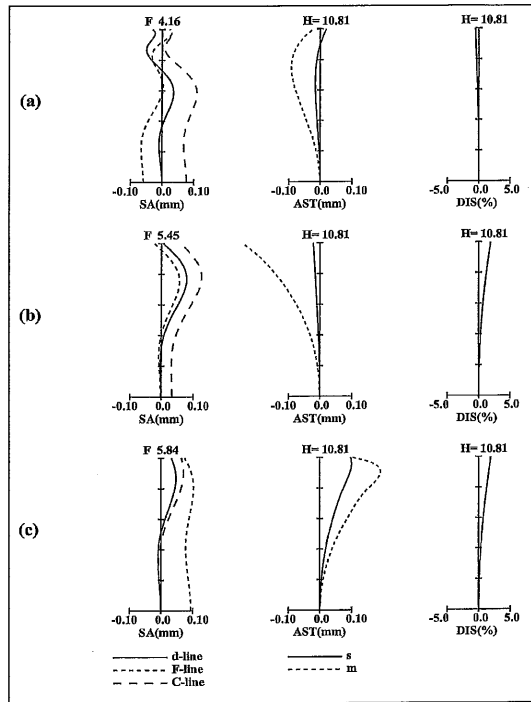 F 4.16 H= 10.81 H= 10.81
(a)
-0.10 0.0 0.10 -0.10 0.0 0.10 -5.0 0.0 5.0
SA(mm) AST(mm) DIS(%)
F 5.45 H= 10.81 H= 10.81
(b)
-0.10 0.0 0.10 -0.10 0.0 0.10 -5.0 0.0 5.0
SA(mm) AST(mm) DIS(%)
F 5.84 H= 10.81 H= 10.81
(c)
-0.10 0.0 0.10 -0.10 0.0 0.10 -5.0 0.0 5.0
SA(mm) AST(mm) DIS(%)
d-line s
F-line m
C-line